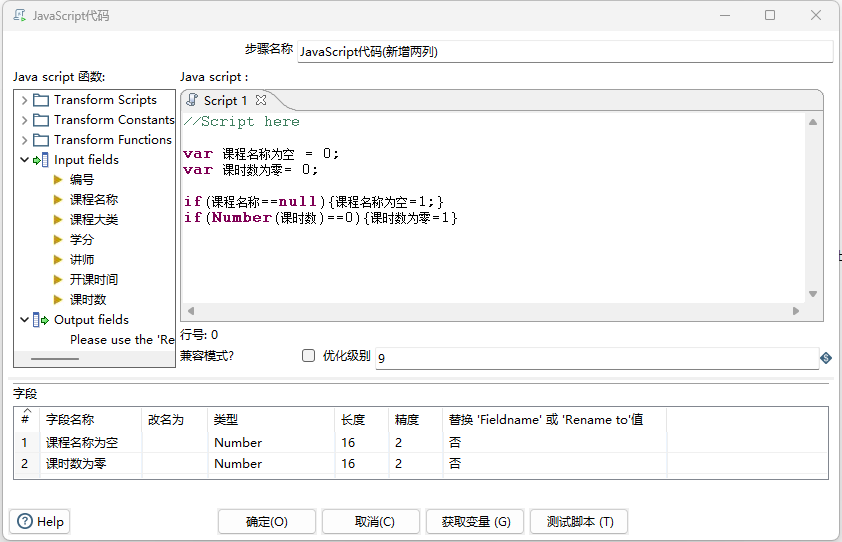 JavaScript代码
步骤名称 JavaScript代码(新增两列)
Java script 函数:
Java script :
Transform Scripts
Transform Constants
Transform Functions
Input fields
编号
课程名称
课程大类
学分
讲师
开课时间
课时数
Output fields
Please use the 'Re
Script 1
//Script here
var 课程名称为空 = 0;
var 课时数为零= 0;
if(课程名称==null){课程名称为空=1;}
if(Number(课时数)==0){课时数为零=1}
行号: 0
兼容模式? 优化级别 9
字段
# 字段名称 改名为 类型 长度 精度 替换 'Fieldname' 或 'Rename to'值
1 课程名称为空 Number 16 2 否
2 课时数为零 Number 16 2 否
Help 确定(O) 取消(C) 获取变量 (G) 测试脚本 (T)